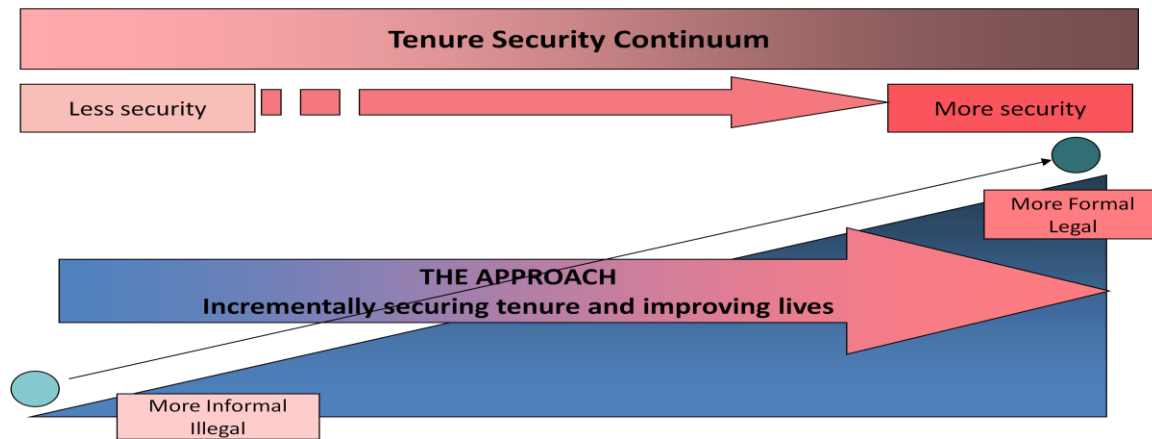 Tenure Security Continuum
Less security
More security
More Formal
Legal
THE APPROACH
Incrementally securing tenure and improving lives
More Informal
Illegal